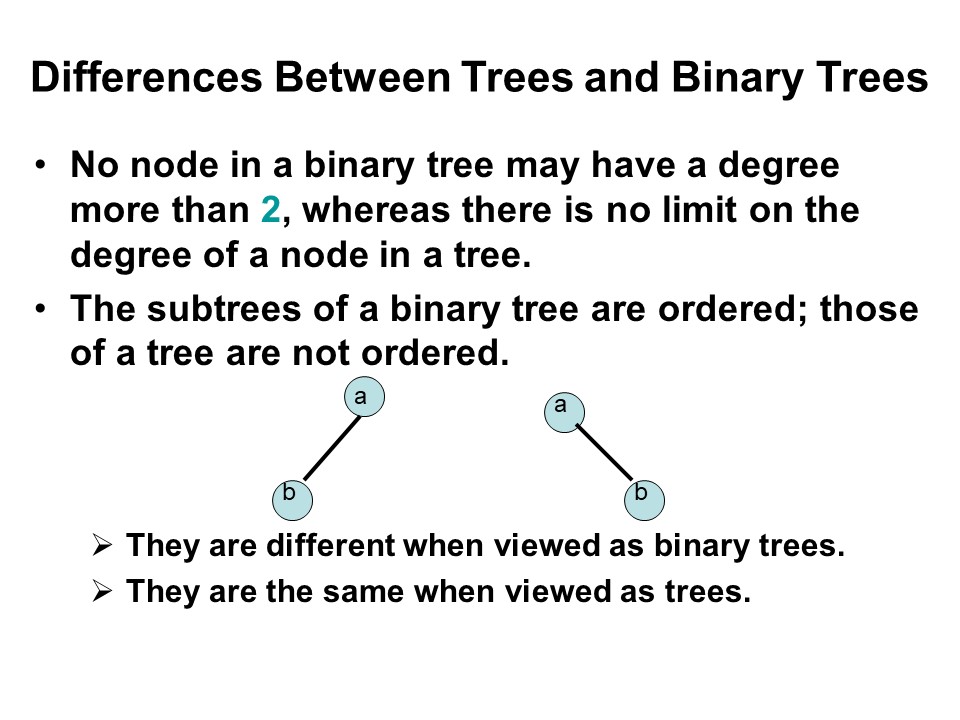 Differences Between Trees and Binary Trees
• No node in a binary tree may have a degree
more than 2, whereas there is no limit on the
degree of a node in a tree.
• The subtrees of a binary tree are ordered; those
of a tree are not ordered.
a a
b b
➢ They are different when viewed as binary trees.
➢ They are the same when viewed as trees.